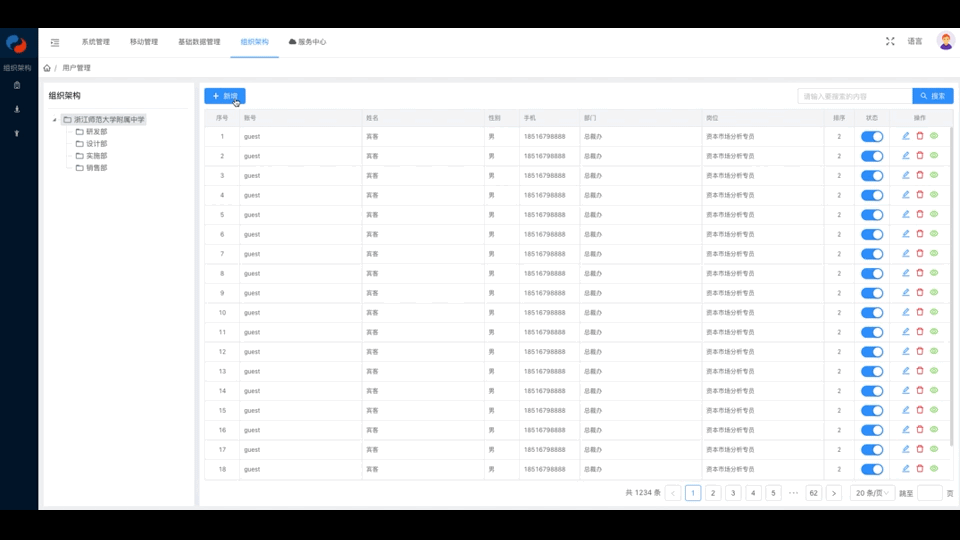 系统管理 移动管理 基础数据管理 组织架构 服务中心 语言
组织架构
/ 用户管理
组织架构
浙江师范大学附属中学
研发部
设计部
实施部
销售部
+ 新增 请输入要搜索的内容 搜索
序号 账号 姓名 性别 手机 部门 岗位 排序 状态 操作
1 guest 宾客 男 18516798888 总裁办 资本市场分析专员 2
2 guest 宾客 男 18516798888 总裁办 资本市场分析专员 2
3 guest 宾客 男 18516798888 总裁办 资本市场分析专员 2
4 guest 宾客 男 18516798888 总裁办 资本市场分析专员 2
5 guest 宾客 男 18516798888 总裁办 资本市场分析专员 2
6 guest 宾客 男 18516798888 总裁办 资本市场分析专员 2
7 guest 宾客 男 18516798888 总裁办 资本市场分析专员 2
8 guest 宾客 男 18516798888 总裁办 资本市场分析专员 2
9 guest 宾客 男 18516798888 总裁办 资本市场分析专员 2
10 guest 宾客 男 18516798888 总裁办 资本市场分析专员 2
11 guest 宾客 男 18516798888 总裁办 资本市场分析专员 2
12 guest 宾客 男 18516798888 总裁办 资本市场分析专员 2
13 guest 宾客 男 18516798888 总裁办 资本市场分析专员 2
14 guest 宾客 男 18516798888 总裁办 资本市场分析专员 2
15 guest 宾客 男 18516798888 总裁办 资本市场分析专员 2
16 guest 宾客 男 18516798888 总裁办 资本市场分析专员 2
17 guest 宾客 男 18516798888 总裁办 资本市场分析专员 2
18 guest 宾客 男 18516798888 总裁办 资本市场分析专员 2
共 1234 条 < 1 2 3 4 5 ··· 62 > 20 条/页 跳至 页